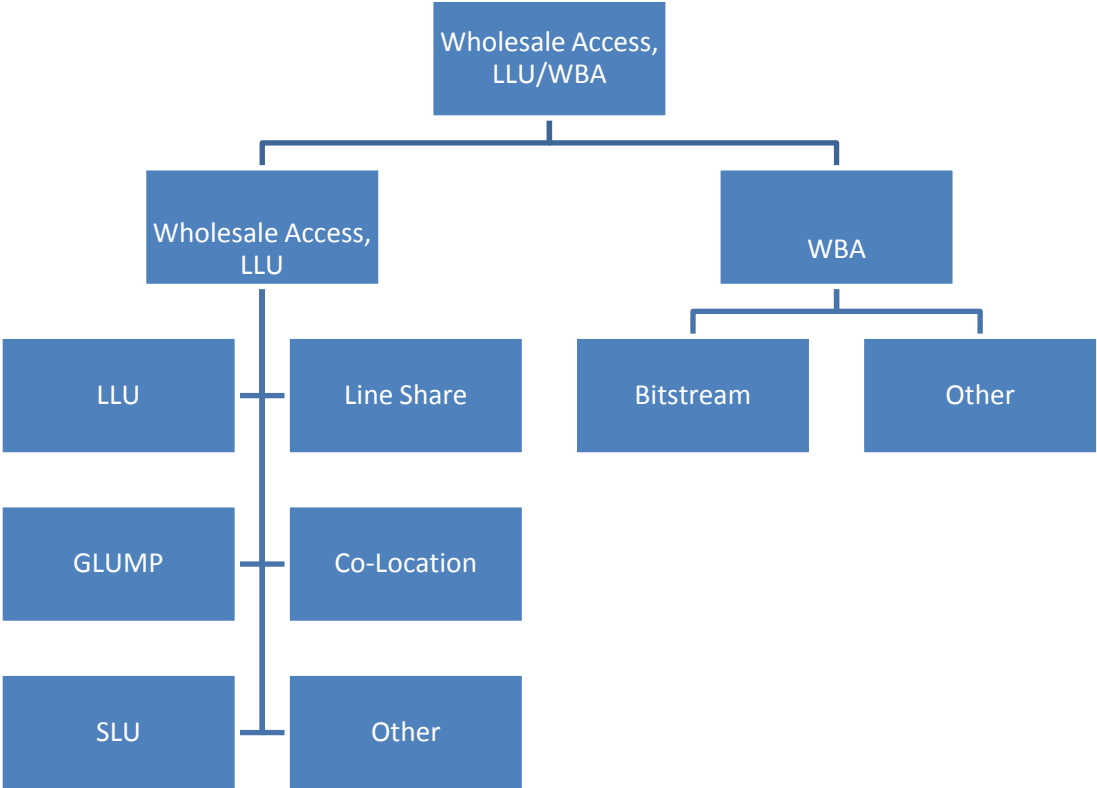 Wholesale Access,
LLU/WBA
Wholesale Access,
LLU
WBA
LLU
Line Share
Bitstream
Other
GLUMP
Co-Location
SLU
Other